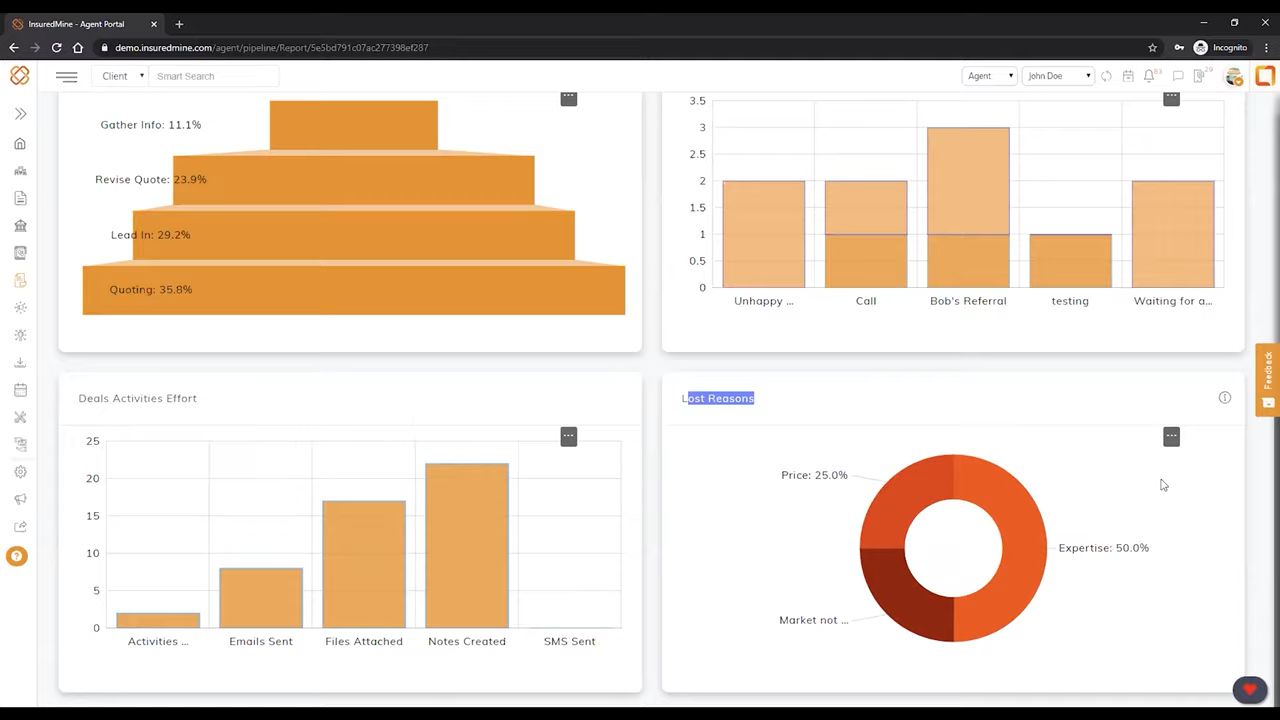 InsuredMine - Agent Portal
demo.insuredmine.com/agent/pipeline/Report/5e5bd791c07ac277398ef287
Incognito
Client
Smart Search
Agent
John Doe
83
29
Gather Info: 11.1%
Revise Quote: 23.9%
Lead In: 29.2%
Quoting: 35.8%
3.5
3
2.5
2
1.5
1
0.5
0
Unhappy ...
Call
Bob's Referral
testing
Waiting for a...
Feedback
Deals Activities Effort
25
20
15
10
5
0
Activities ...
Emails Sent
Files Attached
Notes Created
SMS Sent
Lost Reasons
Price: 25.0%
Expertise: 50.0%
Market not ...